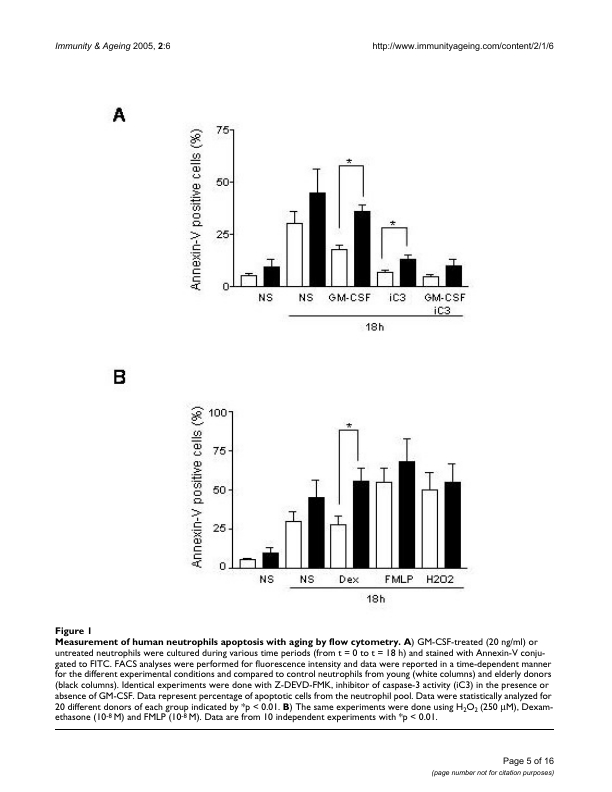 Immunity & Ageing 2005, 2:6
http://www.immunityageing.com/content/2/1/6
A
Annexin-V positive cells (%)
75
50
25
0
*
*
NS
NS
GM-CSF
iC3
GM-CSF
iC3
18h
B
Annexin-V positive cells (%)
100
75
50
25
0
*
NS
NS
Dex
FMLP
H2O2
18h
Figure 1
Measurement of human neutrophils apoptosis with aging by flow cytometry. A) GM-CSF-treated (20 ng/ml) or
untreated neutrophils were cultured during various time periods (from t = 0 to t = 18 h) and stained with Annexin-V conju-
gated to FITC. FACS analyses were performed for fluorescence intensity and data were reported in a time-dependent manner
for the different experimental conditions and compared to control neutrophils from young (white columns) and elderly donors
(black columns). Identical experiments were done with Z-DEVD-FMK, inhibitor of caspase-3 activity (iC3) in the presence or
absence of GM-CSF. Data represent percentage of apoptotic cells from the neutrophil pool. Data were statistically analyzed for
20 different donors of each group indicated by *p < 0.01. B) The same experiments were done using H₂O₂ (250 μM), Dexam-
ethasone (10⁻⁸ M) and FMLP (10⁻⁸ M). Data are from 10 independent experiments with *p < 0.01.
Page 5 of 16
(page number not for citation purposes)